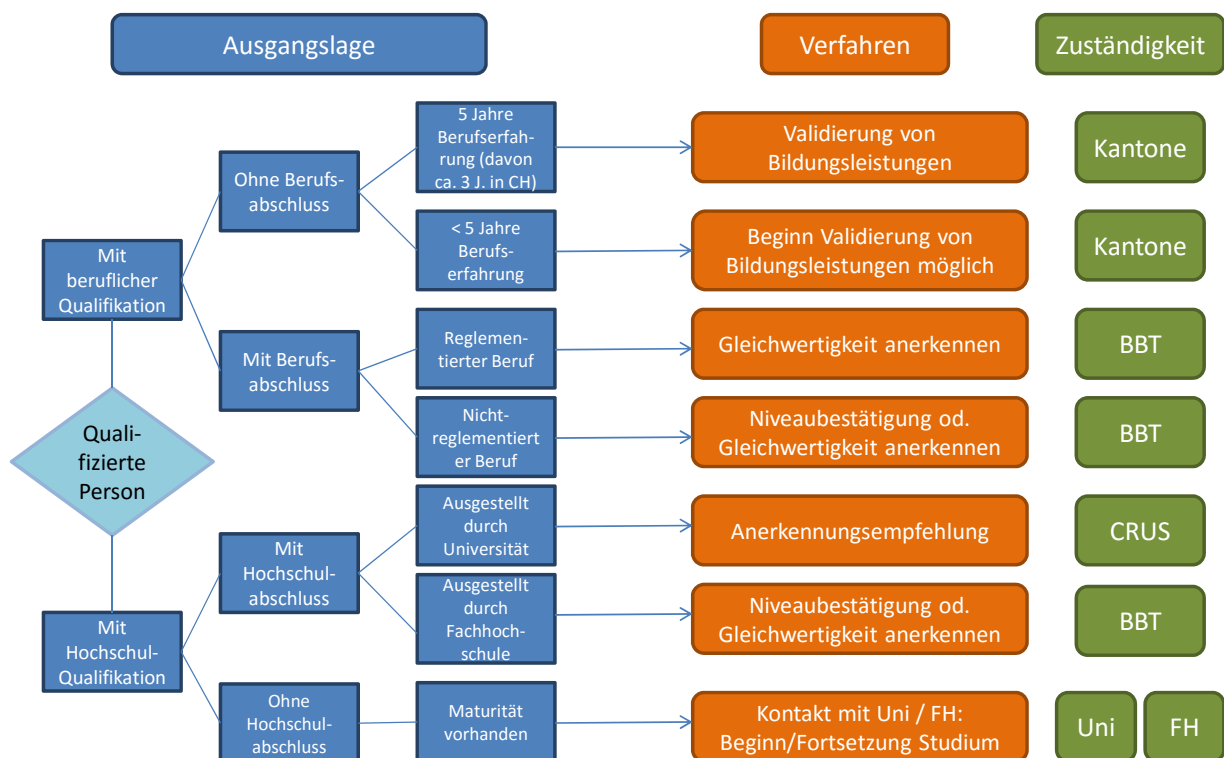 Ausgangslage
Verfahren
Zuständigkeit
5 Jahre
Berufserfah-
rung (davon
ca. 3 J. in CH)
Validierung von
Bildungsleistungen
Kantone
Ohne Berufs-
abschluss
< 5 Jahre
Berufs-
erfahrung
Beginn Validierung von
Bildungsleistungen möglich
Kantone
Mit
beruflicher
Qualifikation
Mit Berufs-
abschluss
Reglemen-
tierter Beruf
Gleichwertigkeit anerkennen
BBT
Nicht-
reglementiert
er Beruf
Niveaubestätigung od.
Gleichwertigkeit anerkennen
BBT
Quali-
fizierte
Person
Mit
Hochschul-
abschluss
Ausgestellt
durch
Universität
Anerkennungsempfehlung
CRUS
Ausgestellt
durch
Fachhoch-
schule
Niveaubestätigung od.
Gleichwertigkeit anerkennen
BBT
Mit
Hochschul-
Qualifikation
Ohne
Hochschul-
abschluss
Maturität
vorhanden
Kontakt mit Uni / FH:
Beginn/Fortsetzung Studium
Uni
FH